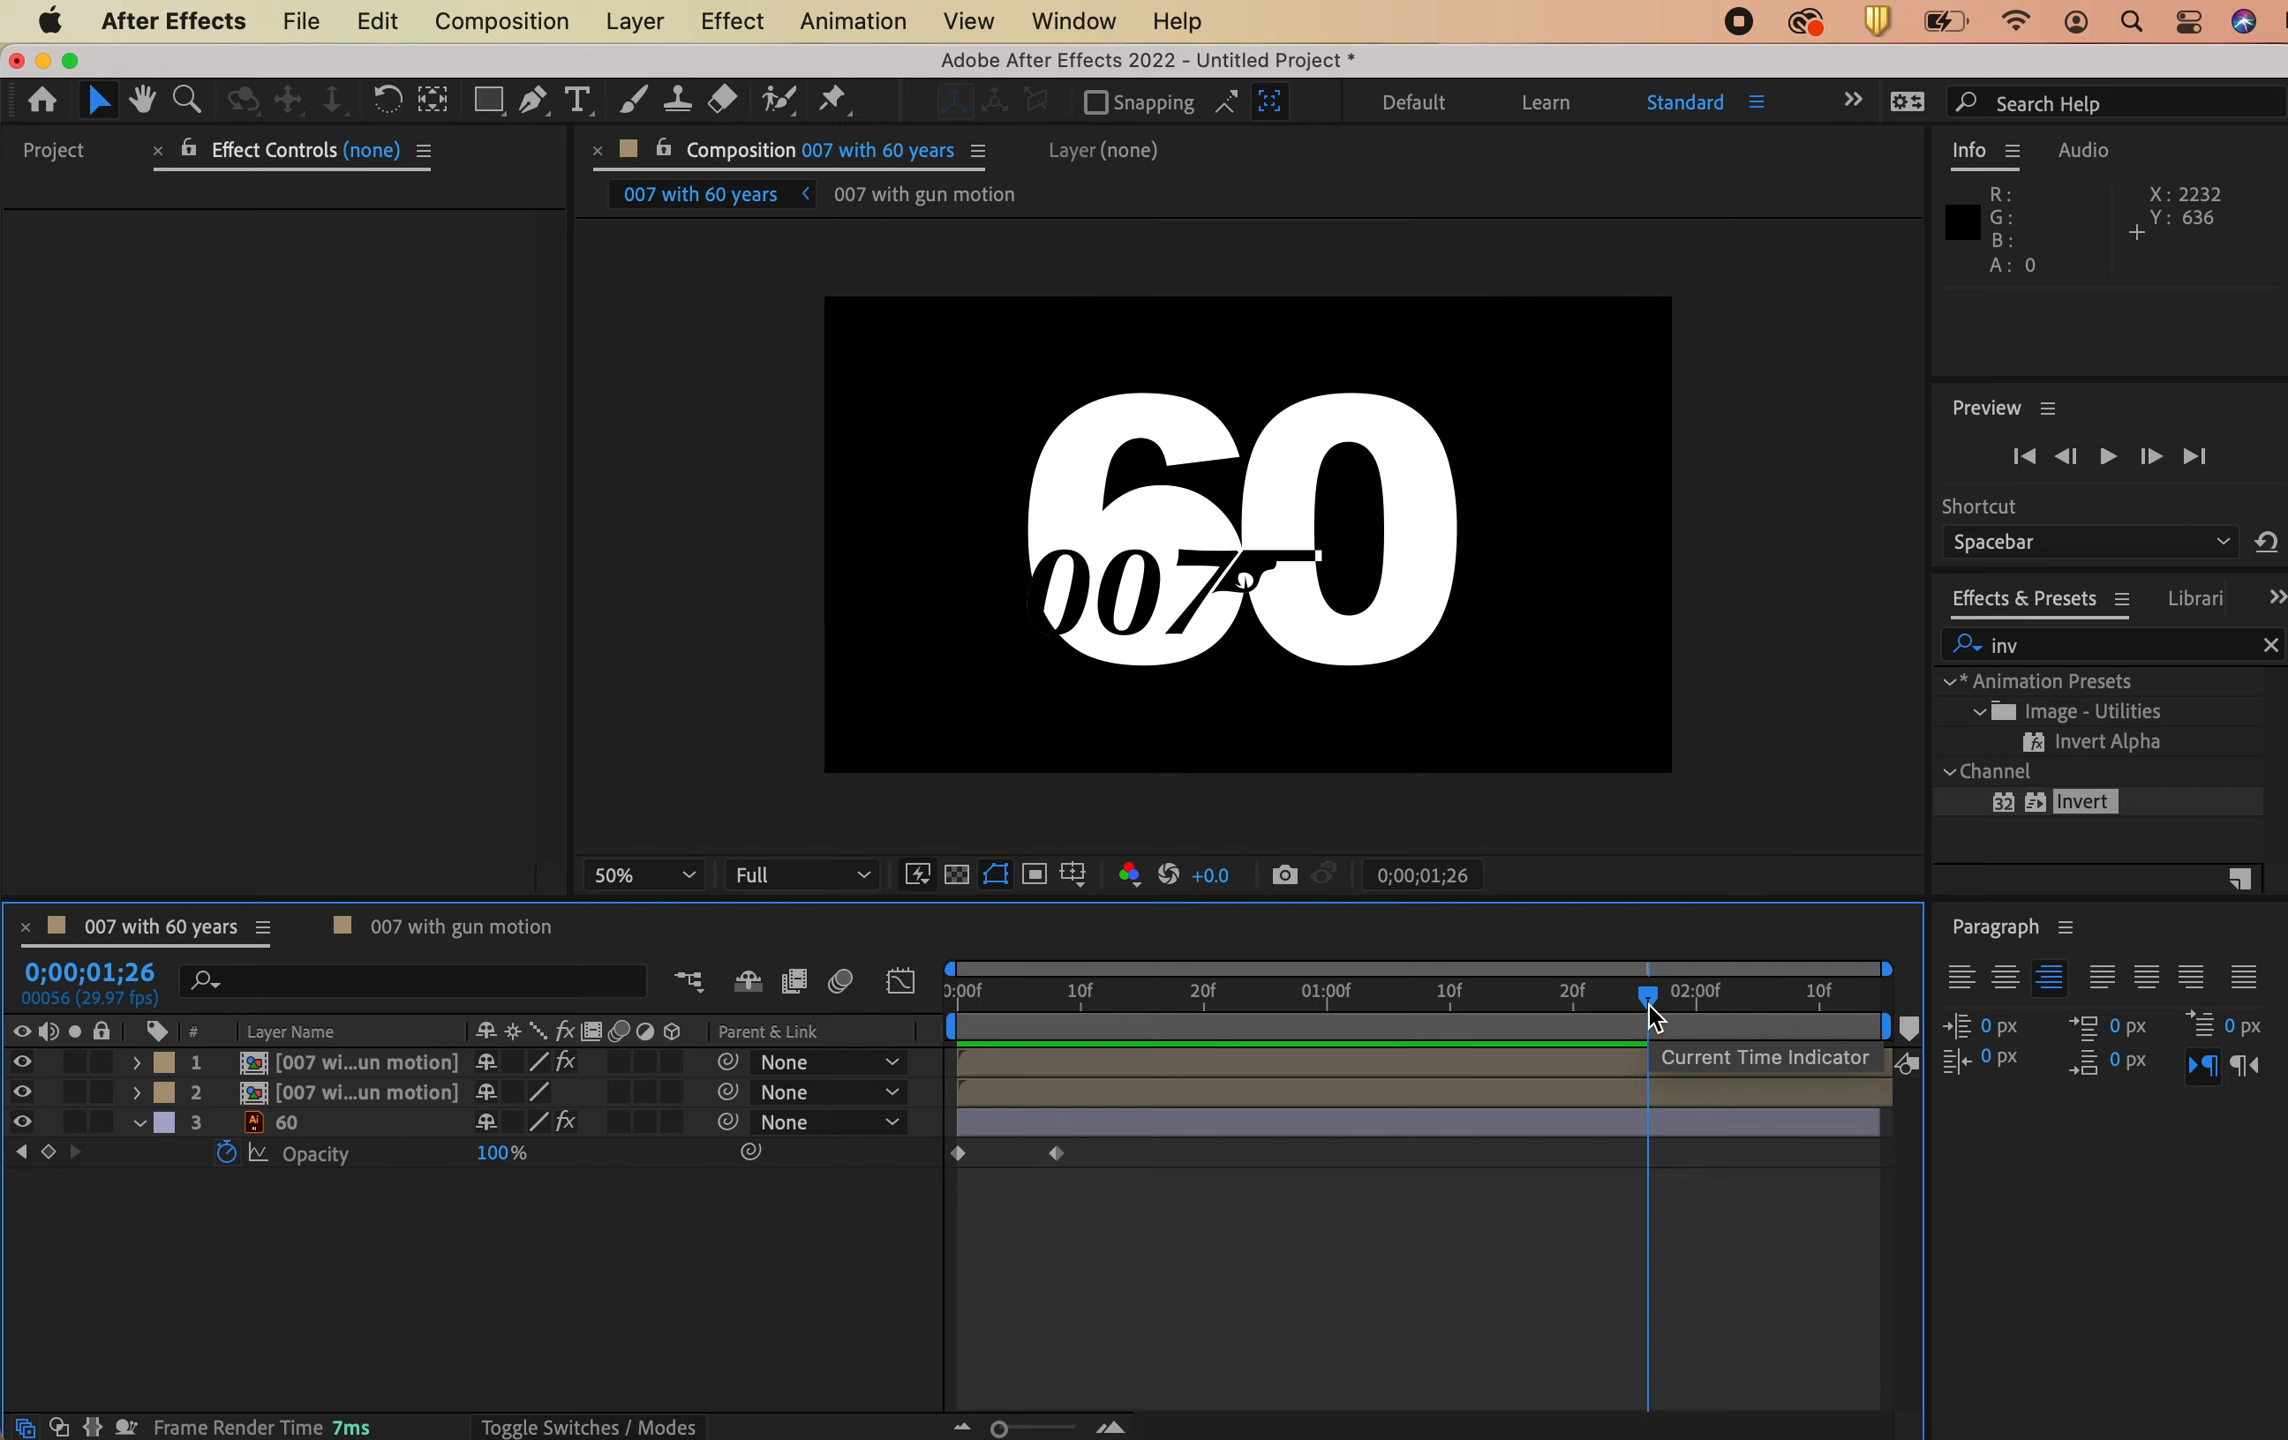 After Effects File Edit Composition Layer Effect Animation View Window Help
Adobe After Effects 2022 - Untitled Project *
Snapping Default Learn Standard Search Help
Project Effect Controls (none) Composition 007 with 60 years Layer (none) Info Audio
007 with 60 years 007 with gun motion
R: X: 2232
G: Y: 636
B:
A: 0
60
007
Preview
Shortcut
Spacebar
Effects & Presets Librari
inv
* Animation Presets
Image - Utilities
Invert Alpha
Channel
32 Invert
50% Full +0.0 0;00;01;26
007 with 60 years 007 with gun motion Paragraph
0;00;01;26
00056 (29.97 fps)
0:00f 10f 20f 01:00f 10f 20f 02:00f 10f
# Layer Name fx Parent & Link
0 px 0 px 0 px
0 px 0 px
1 [007 wi...un motion] fx None
Current Time Indicator
2 [007 wi...un motion] None
3 Ai 60 fx None
Opacity 100%
Frame Render Time 7ms Toggle Switches / Modes